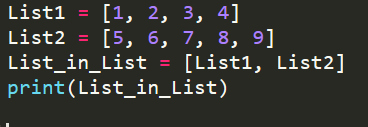 List1 = [1, 2, 3, 4]
List2 = [5, 6, 7, 8, 9]
List_in_List = [List1, List2]
print(List_in_List)